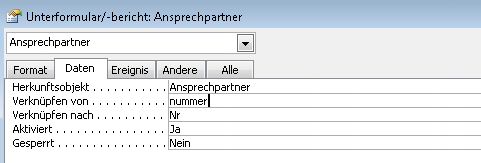 Unterformular/-bericht: Ansprechpartner
Ansprechpartner
Format Daten Ereignis Andere Alle
Herkunftsobjekt . . . . . . . . . . . Ansprechpartner
Verknüpfen von . . . . . . . . . . . nummer
Verknüpfen nach . . . . . . . . . . Nr
Aktiviert . . . . . . . . . . . . . . . . Ja
Gesperrt . . . . . . . . . . . . . . . . Nein